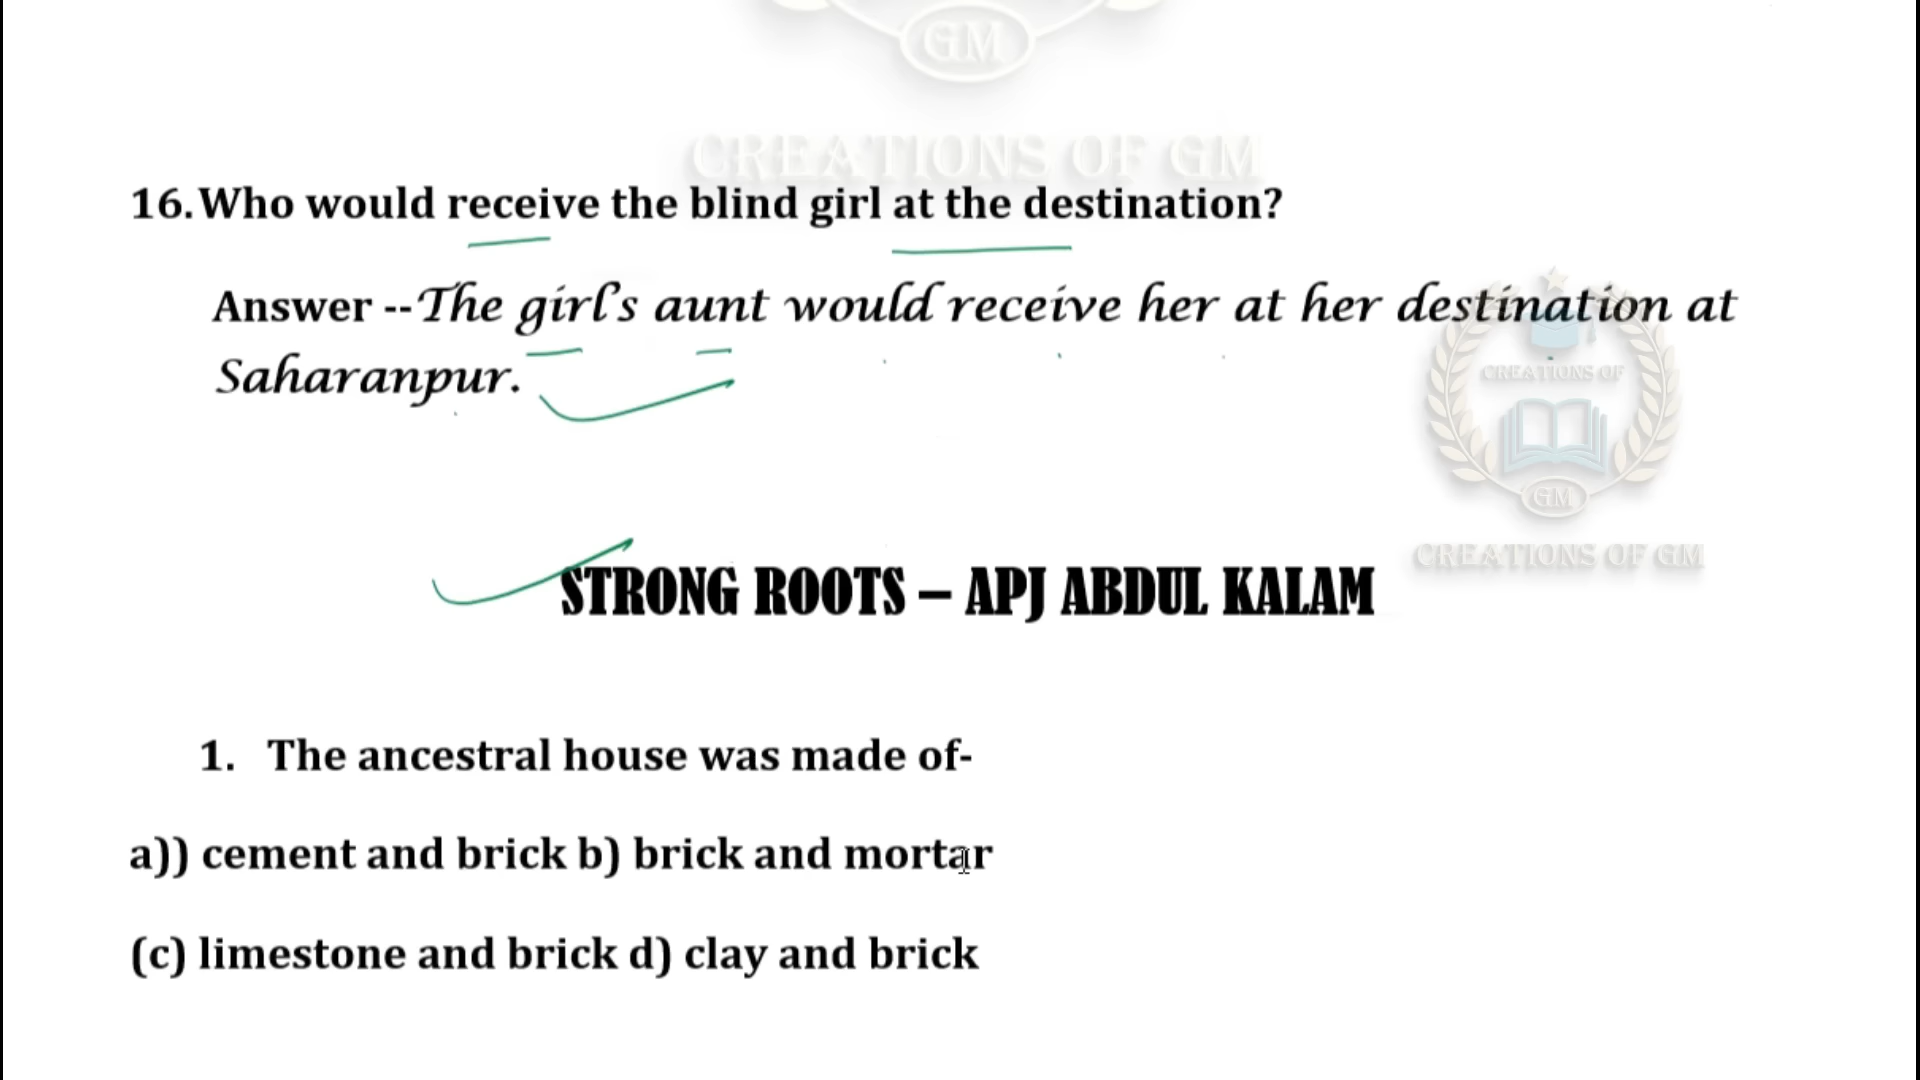 GM
CREATIONS OF GM
16. Who would receive the blind girl at the destination?
Answer --The girl's aunt would receive her at her destination at
Saharanpur.
CREATIONS OF
GM
CREATIONS OF GM
STRONG ROOTS – APJ ABDUL KALAM
1. The ancestral house was made of-
a)) cement and brick b) brick and mortar
(c) limestone and brick d) clay and brick